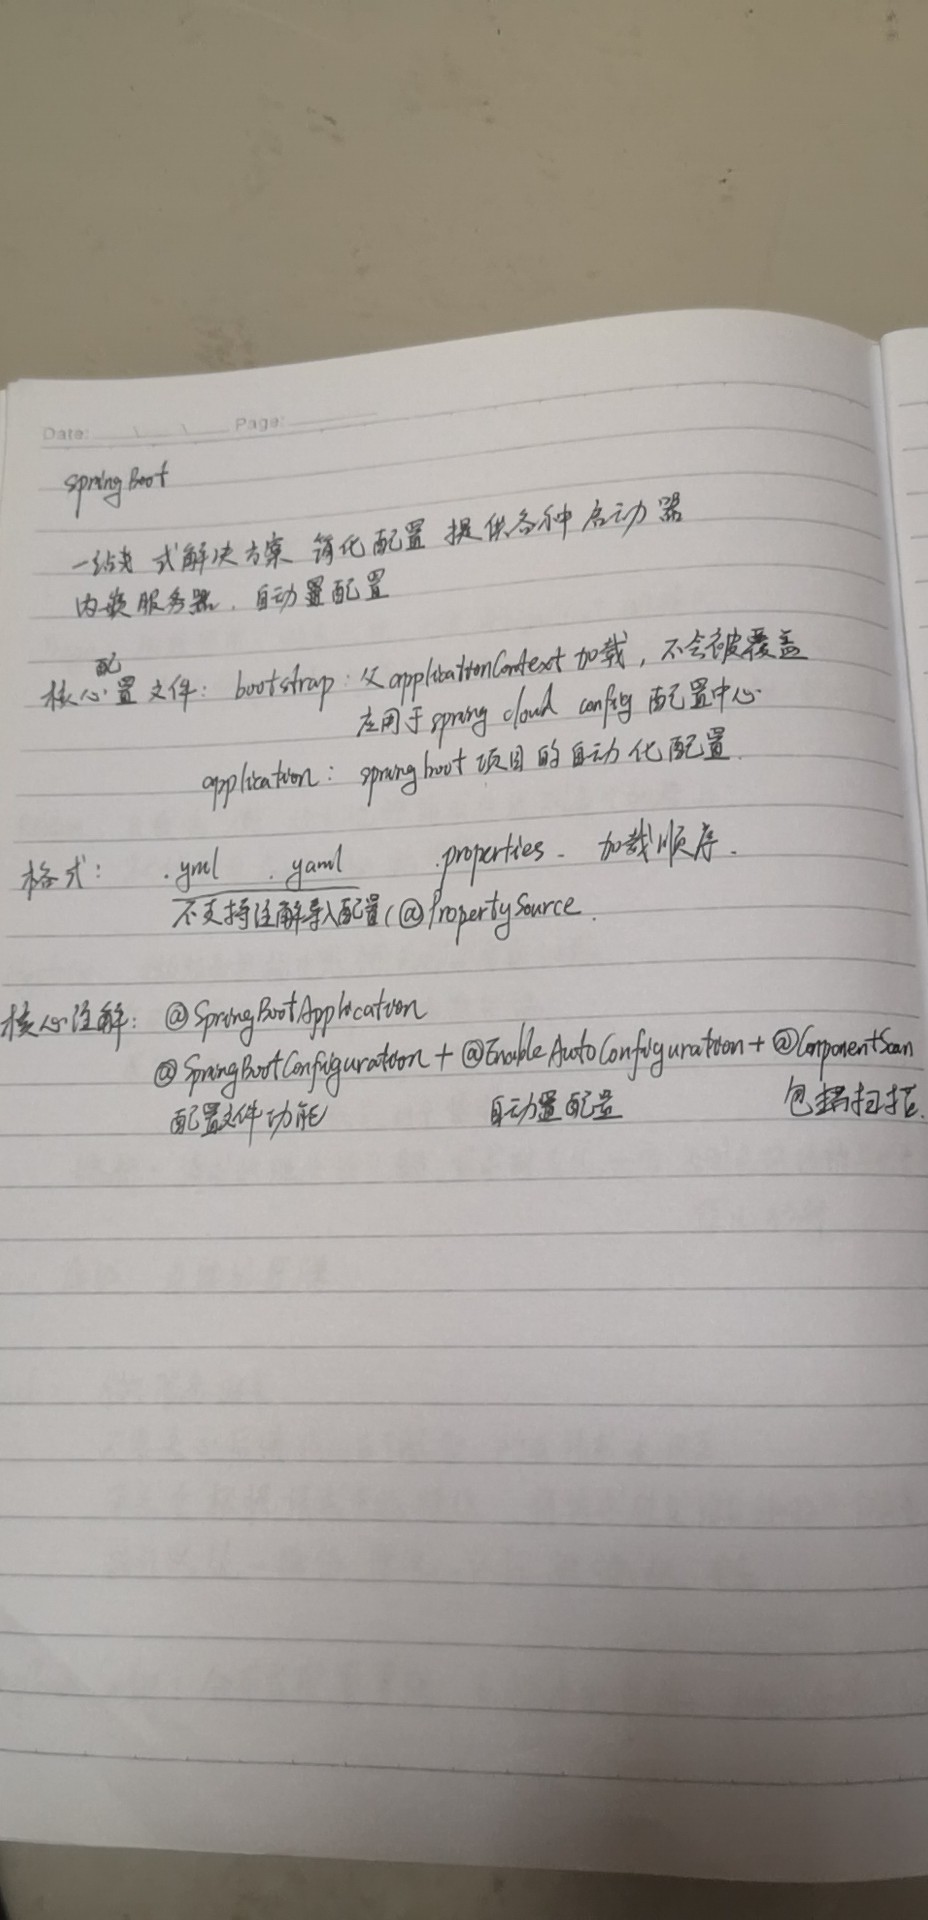 Date: \ \ Page:
spring Boot
一站式解决方案 简化配置 提供各种启动器
内嵌服务器.自动置配置
配
核心置文件: bootstrap:父applicationContext加载,不会被覆盖
应用于spring cloud config 配置中心.
application: spring boot 项目的自动化配置.
格式: .yml .yaml .properties. 加载顺序.
不支持注解导入配置(@PropertySource.
核心注解: @SpringBootApplication
@SpringBootConfiguration + @EnableAutoConfiguration + @ComponentScan
配置文件功能 自动置配置 包括扫描.